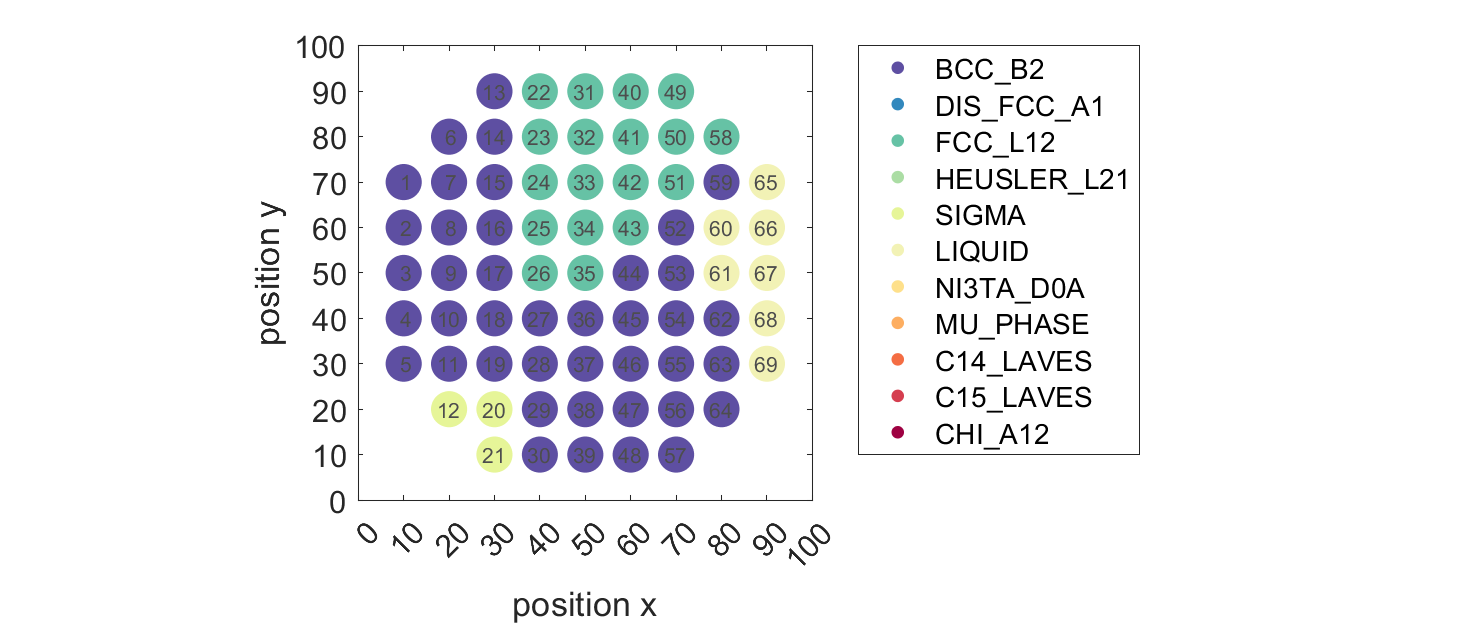 100
90
80
70
60
50
40
30
20
10
0
position y
13 22 31 40 49
6 14 23 32 41 50 58
1 7 15 24 33 42 51 59 65
2 8 16 25 34 43 52 60 66
3 9 17 26 35 44 53 61 67
4 10 18 27 36 45 54 62 68
5 11 19 28 37 46 55 63 69
12 20 29 38 47 56 64
21 30 39 48 57
0 10 20 30 40 50 60 70 80 90 100
position x
BCC_B2
DIS_FCC_A1
FCC_L12
HEUSLER_L21
SIGMA
LIQUID
NI3TA_D0A
MU_PHASE
C14_LAVES
C15_LAVES
CHI_A12